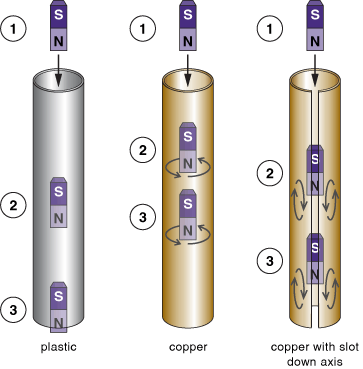 1 S N 1 S N 1 S N
2 S N
3 S N
2 S N
3 S N
2 S N
3 S N
plastic
copper
copper with slot
down axis